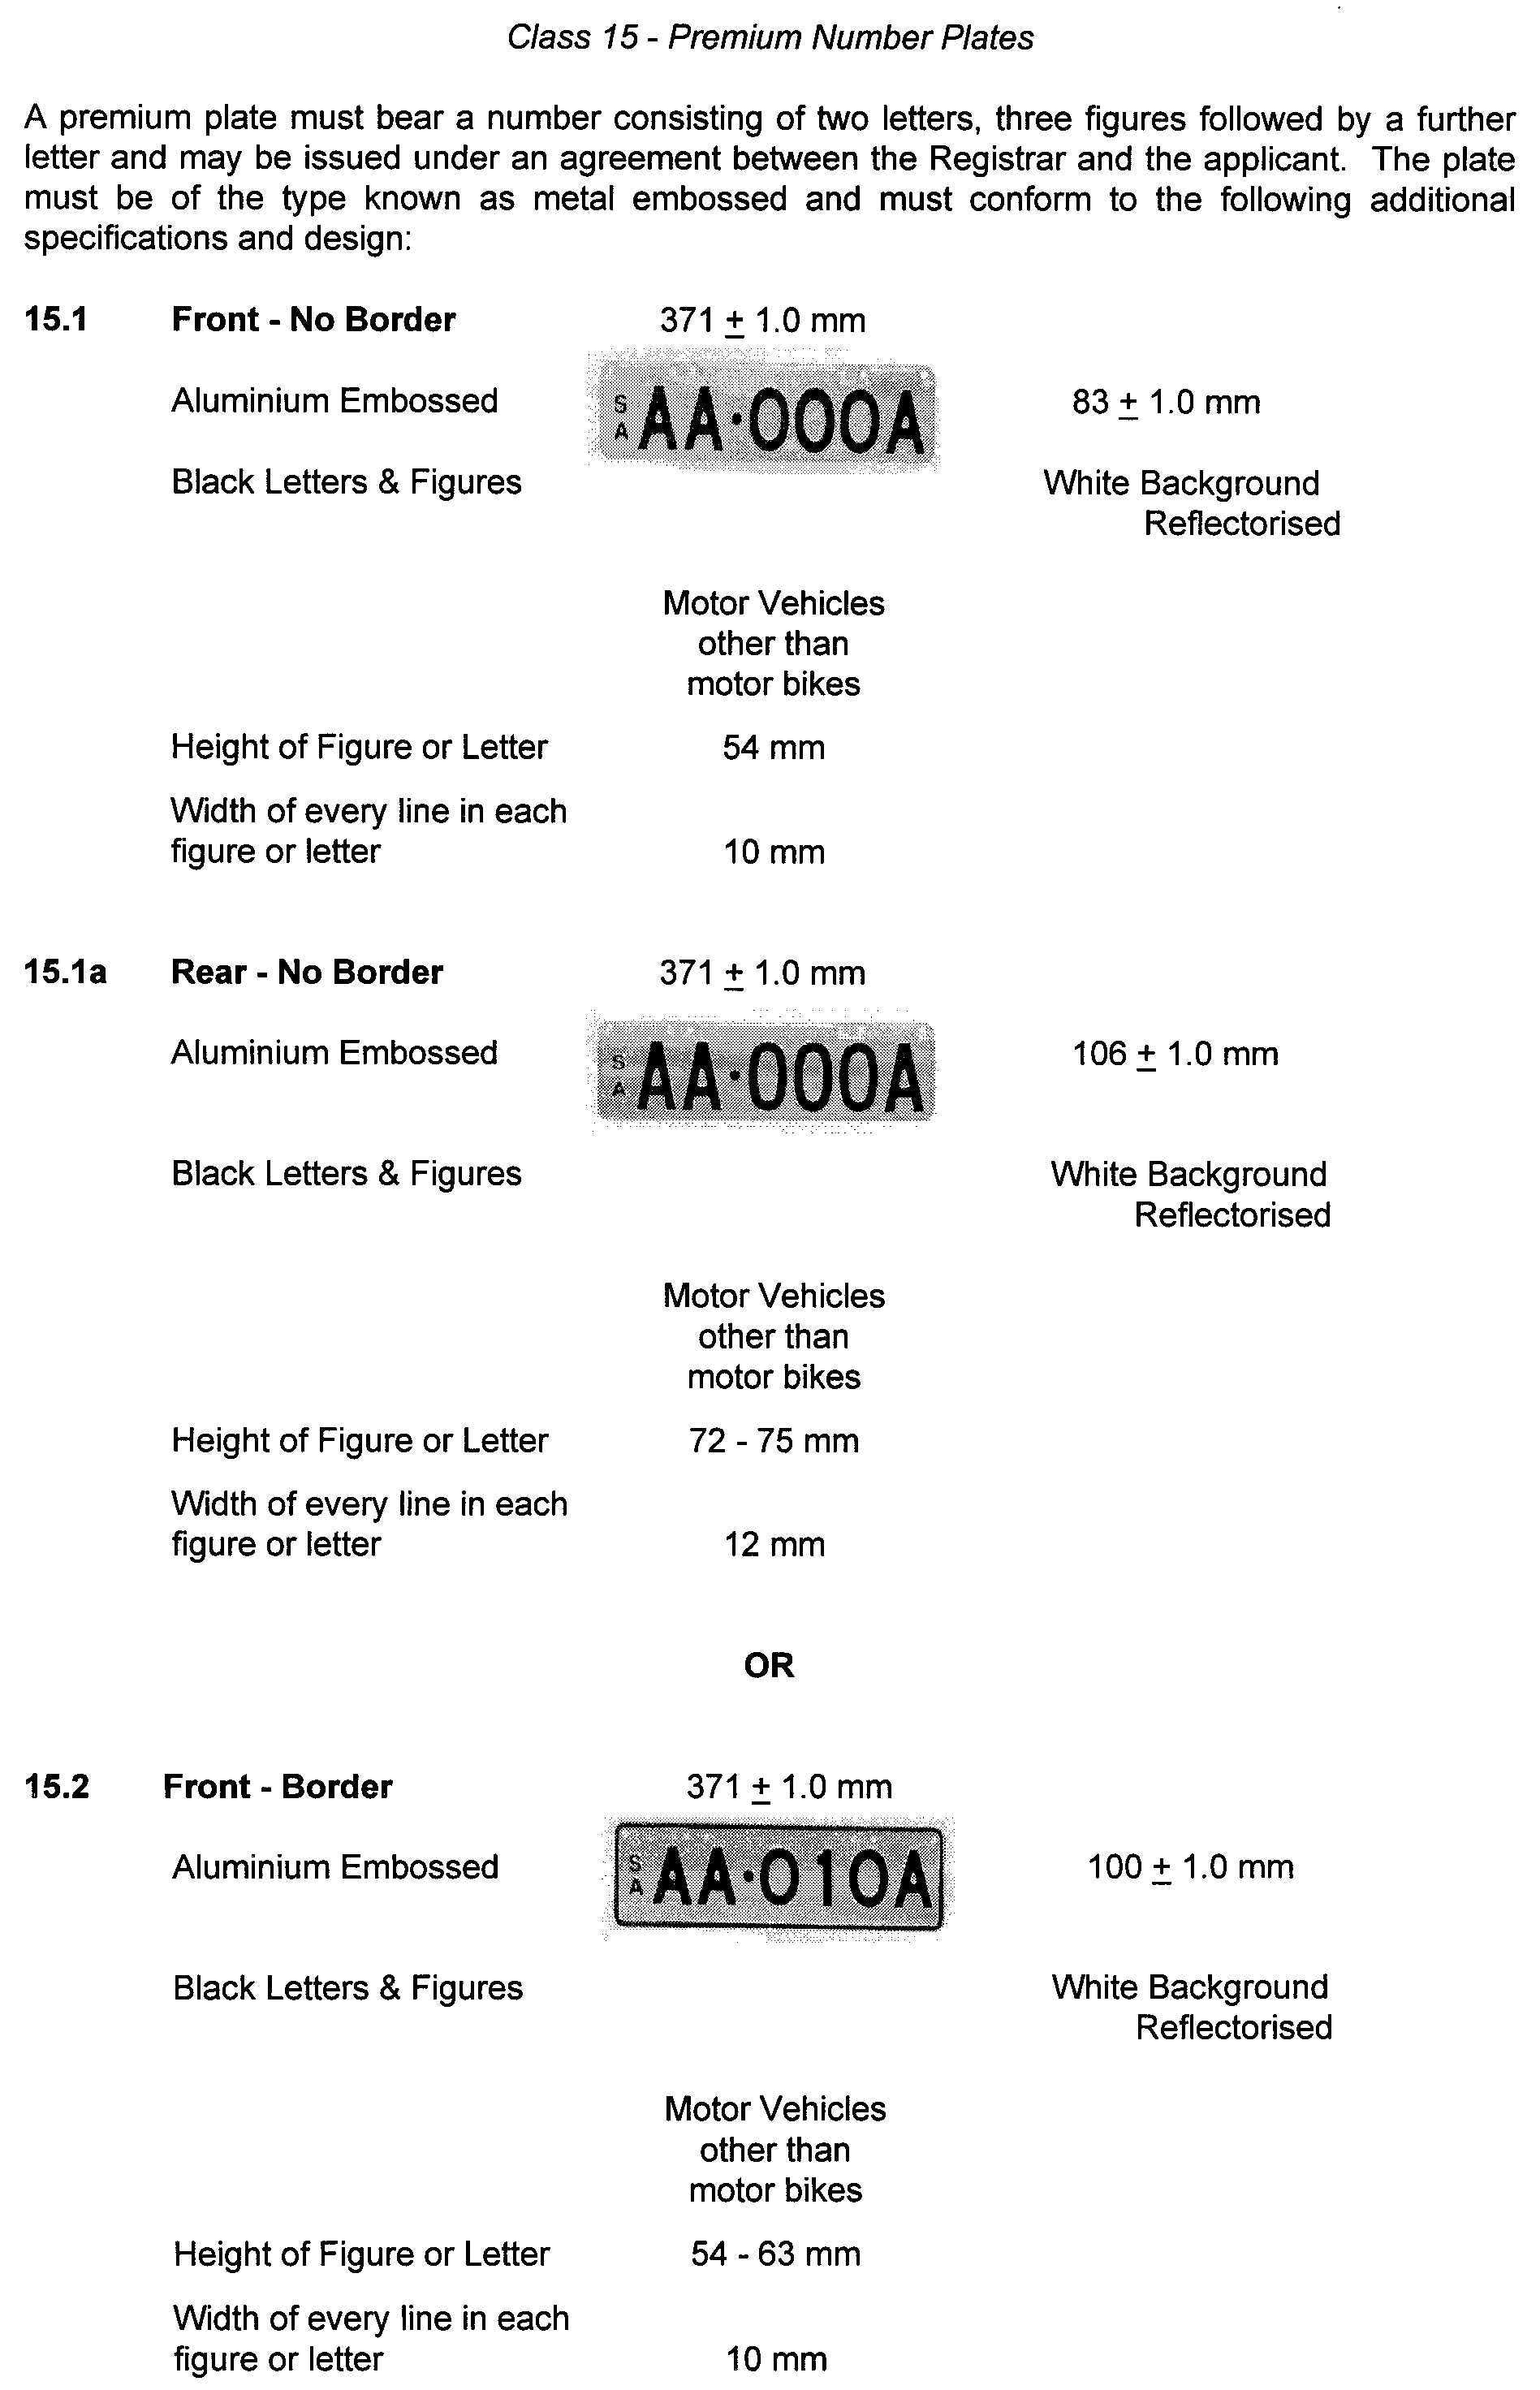 Class 15 - Premium Number Plates
A premium plate must bear a number consisting of two letters, three figures followed by a further
letter and may be issued under an agreement between the Registrar and the applicant. The plate
must be of the type known as metal embossed and must conform to the following additional
specifications and design:
15.1 Front - No Border 371 ± 1.0 mm
Aluminium Embossed SA AA·000A 83 ± 1.0 mm
Black Letters & Figures White Background
Reflectorised
Motor Vehicles
other than
motor bikes
Height of Figure or Letter 54 mm
Width of every line in each
figure or letter 10 mm
15.1a Rear - No Border 371 ± 1.0 mm
Aluminium Embossed SA AA·000A 106 ± 1.0 mm
Black Letters & Figures White Background
Reflectorised
Motor Vehicles
other than
motor bikes
Height of Figure or Letter 72 - 75 mm
Width of every line in each
figure or letter 12 mm
OR
15.2 Front - Border 371 ± 1.0 mm
Aluminium Embossed SA AA·010A 100 ± 1.0 mm
Black Letters & Figures White Background
Reflectorised
Motor Vehicles
other than
motor bikes
Height of Figure or Letter 54 - 63 mm
Width of every line in each
figure or letter 10 mm